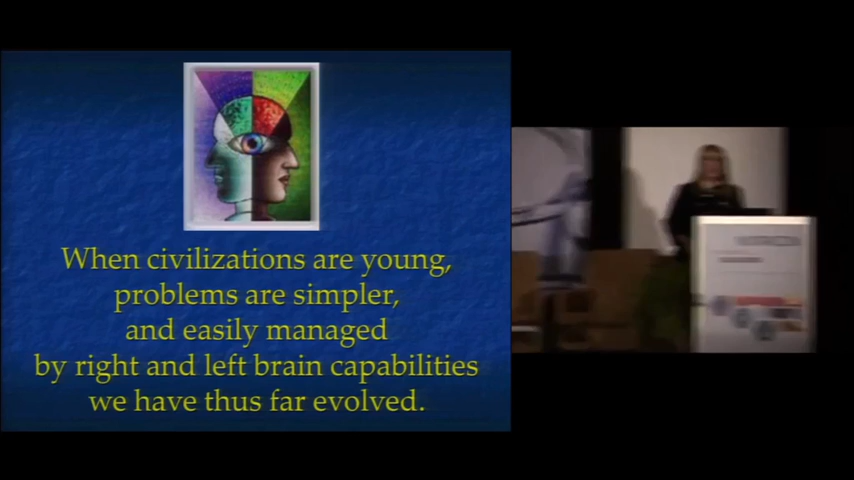 When civilizations are young,
problems are simpler,
and easily managed
by right and left brain capabilities
we have thus far evolved.